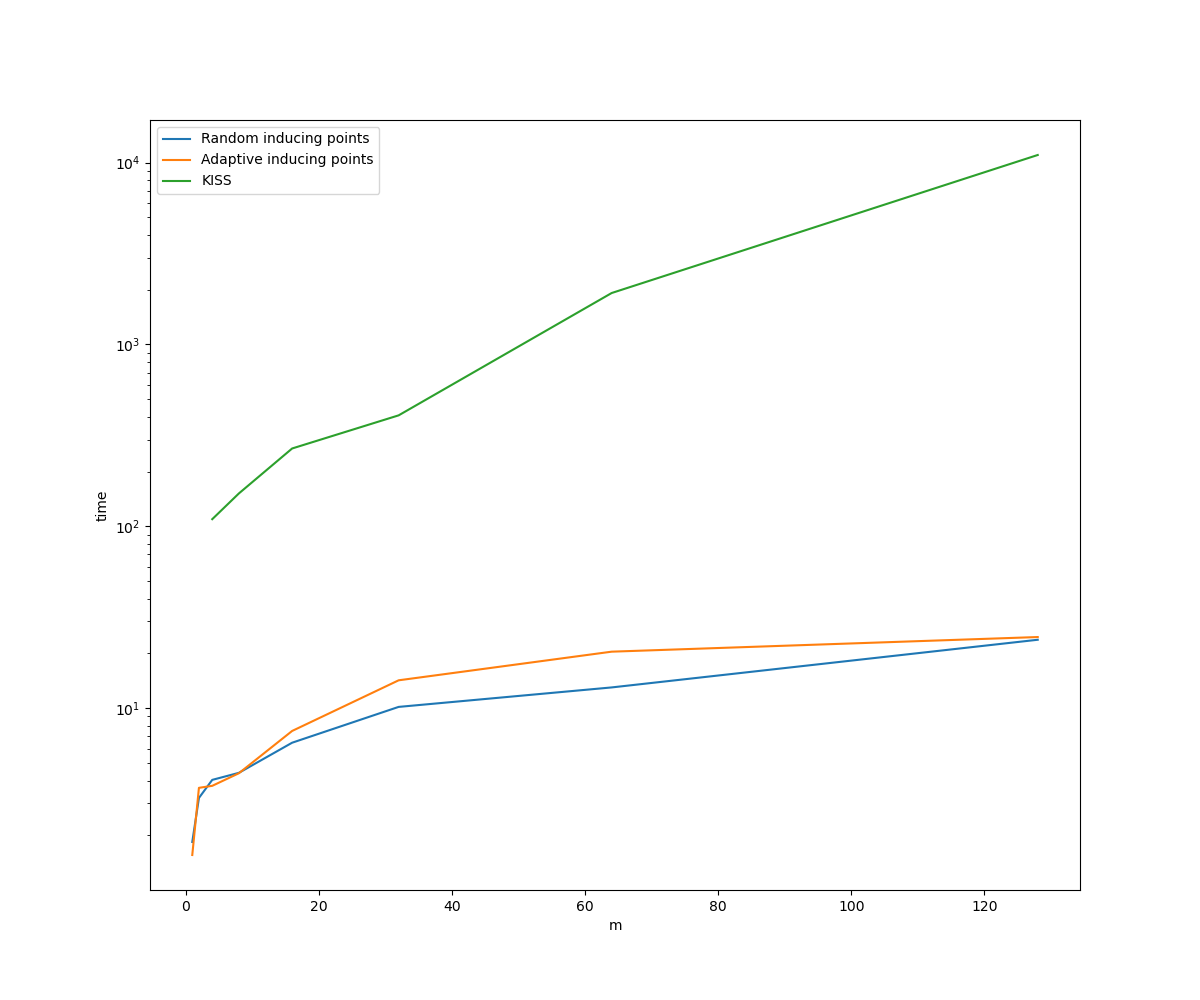 Random inducing points
Adaptive inducing points
KISS
10⁴
10³
10²
10¹
time
0 20 40 60 80 100 120
m